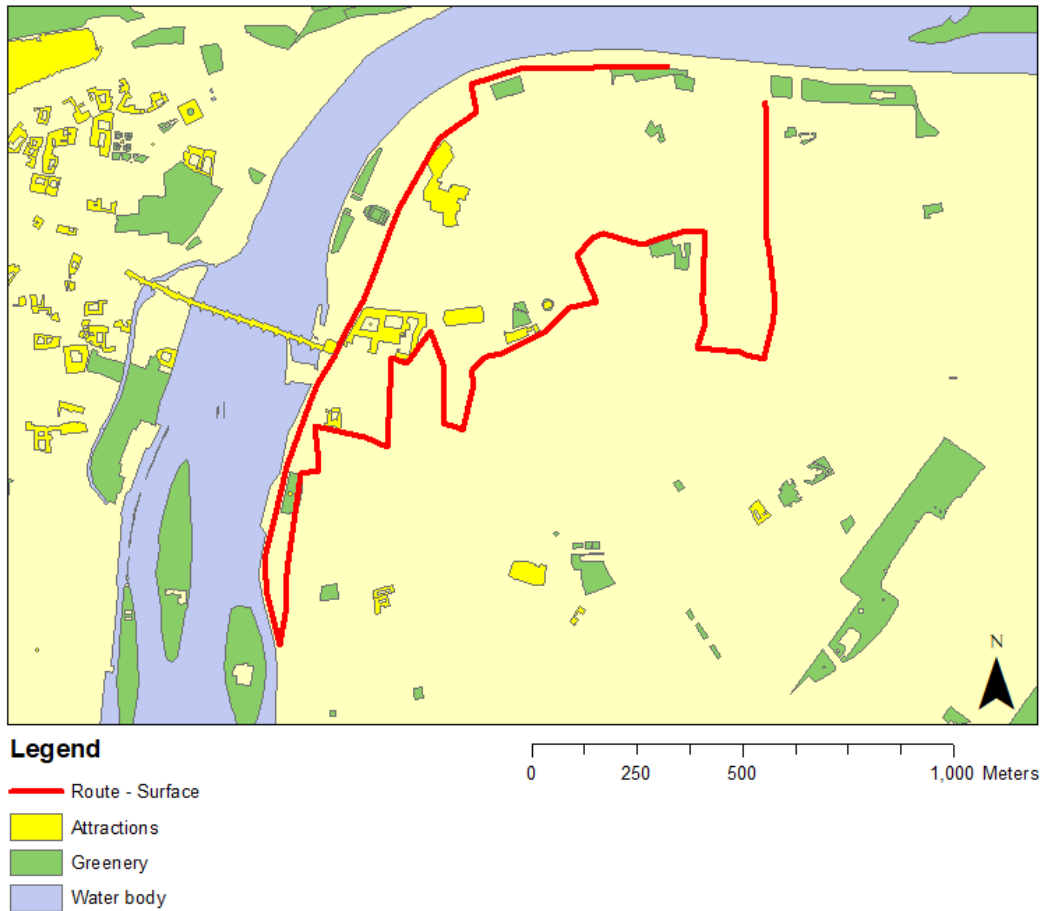 N
Legend
Route - Surface
Attractions
Greenery
Water body
0 250 500 1,000 Meters